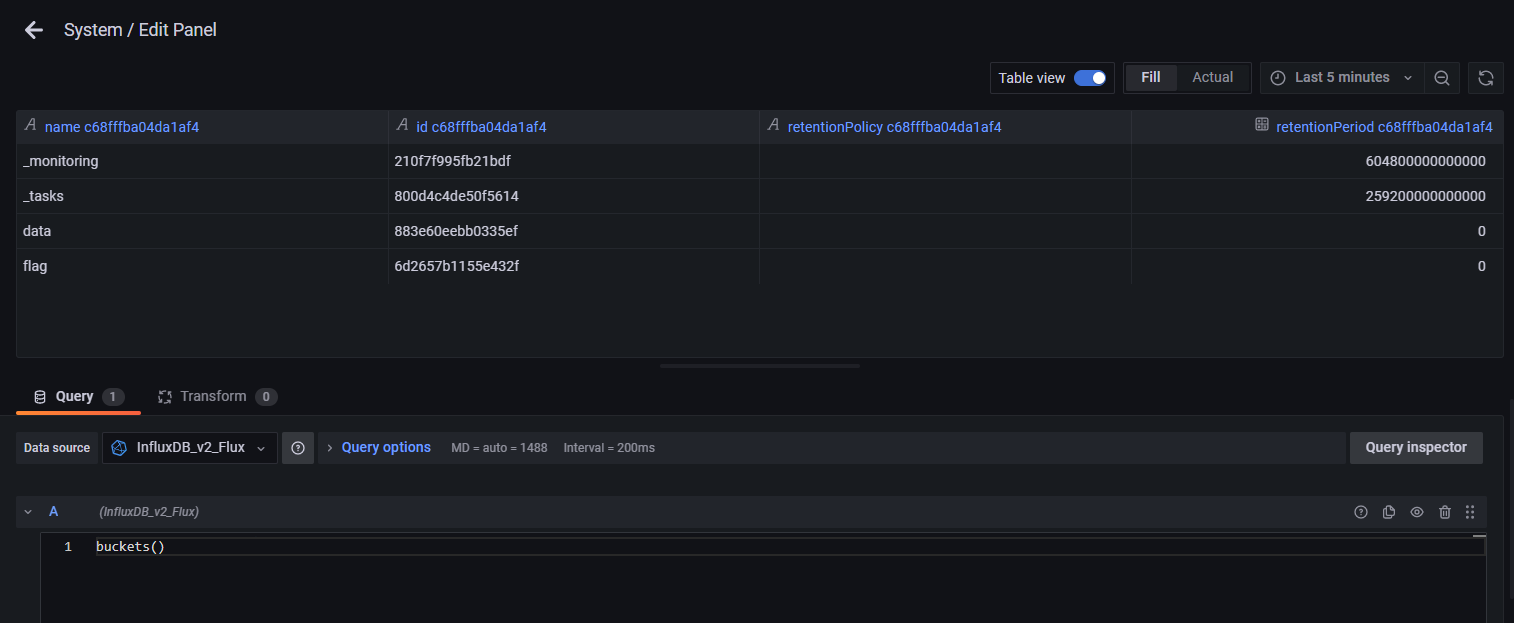 System / Edit Panel
Table view Fill Actual Last 5 minutes
name c68fffba04da1af4 id c68fffba04da1af4 retentionPolicy c68fffba04da1af4 retentionPeriod c68fffba04da1af4
_monitoring 210f7f995fb21bdf 604800000000000
_tasks 800d4c4de50f5614 259200000000000
data 883e60eebb0335ef 0
flag 6d2657b1155e432f 0
Query 1 Transform 0
Data source InfluxDB_v2_Flux Query options MD = auto = 1488 Interval = 200ms Query inspector
A (InfluxDB_v2_Flux)
1 buckets()